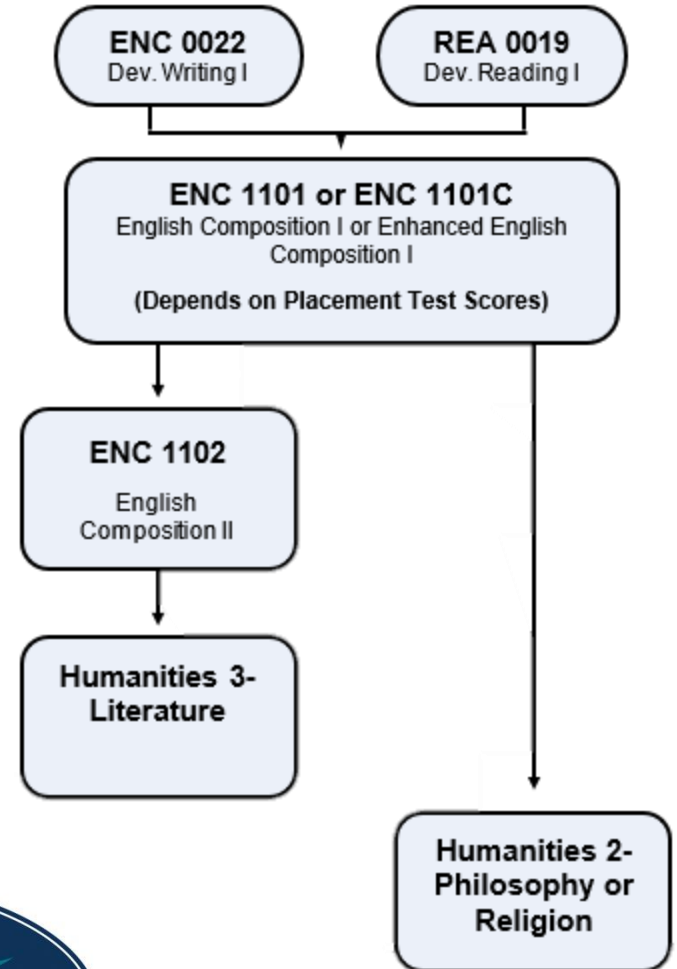 ENC 0022
Dev. Writing I
REA 0019
Dev. Reading I
ENC 1101 or ENC 1101C
English Composition I or Enhanced English
Composition I
(Depends on Placement Test Scores)
ENC 1102
English
Composition II
Humanities 3-
Literature
Humanities 2-
Philosophy or
Religion